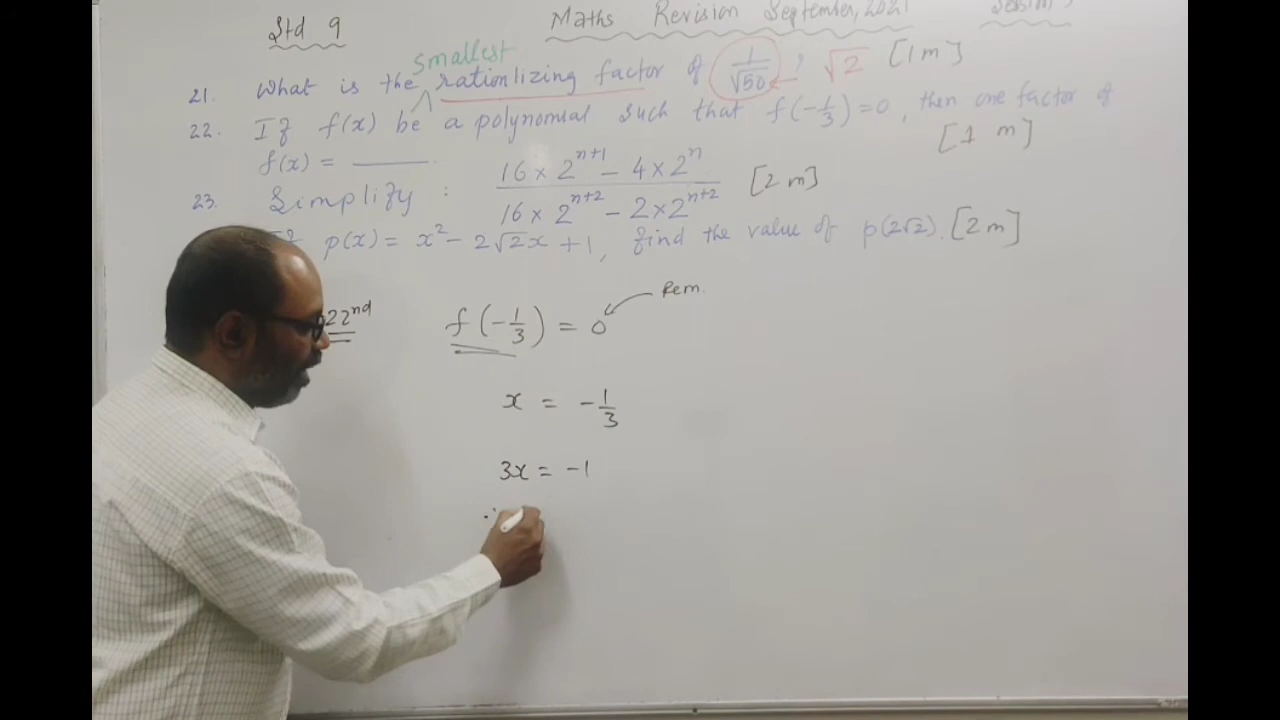 Std 9 Maths Revision September, 2021
smallest
21. What is the rationlizing factor of 1/√50 ? √2 [1m]
22. If f(x) be a polynomial such that f(-1/3)=0, then one factor of
f(x) = ______. [1 m]
23. Simplify : (16 × 2^(n+1) - 4 × 2^n)/(16 × 2^(n+2) - 2 × 2^(n+2)) [2 m]
p(x) = x² - 2√2x + 1, find the value of p(2√2). [2 m]
22nd f(-1/3) = 0 Rem.
x = -1/3
3x = -1
∴